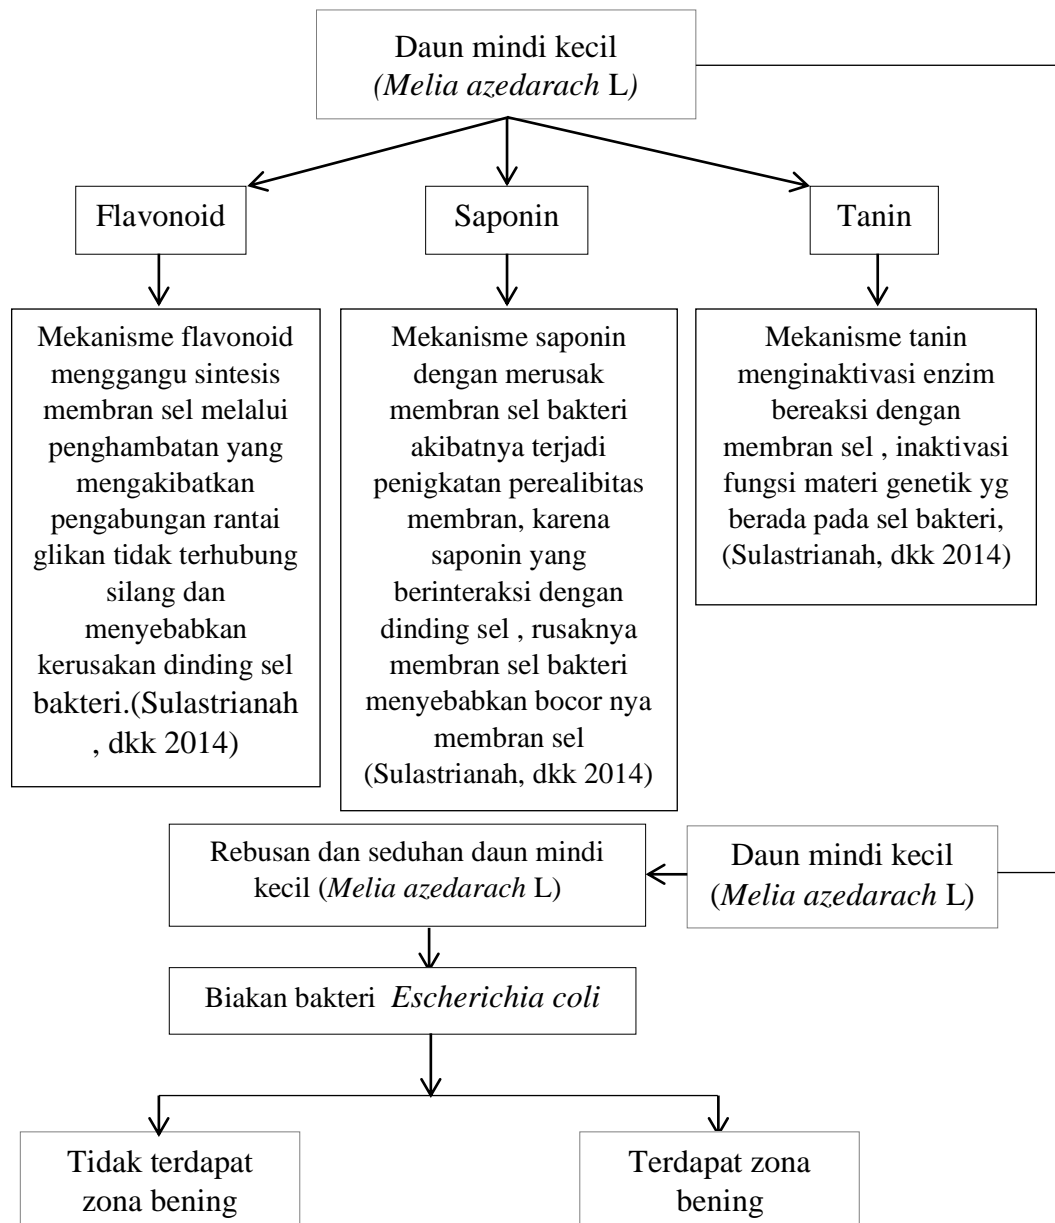 Daun mindi kecil
(Melia azedarach L)
Flavonoid
Saponin
Tanin
Mekanisme flavonoid
menggangu sintesis
membran sel melalui
penghambatan yang
mengakibatkan
pengabungan rantai
glikan tidak terhubung
silang dan
menyebabkan
kerusakan dinding sel
bakteri.(Sulastrianah
, dkk 2014)
Mekanisme saponin
dengan merusak
membran sel bakteri
akibatnya terjadi
penigkatan perealibitas
membran, karena
saponin yang
berinteraksi dengan
dinding sel , rusaknya
membran sel bakteri
menyebabkan bocor nya
membran sel
(Sulastrianah, dkk 2014)
Mekanisme tanin
menginaktivasi enzim
bereaksi dengan
membran sel , inaktivasi
fungsi materi genetik yg
berada pada sel bakteri,
(Sulastrianah, dkk 2014)
Rebusan dan seduhan daun mindi
kecil (Melia azedarach L)
Daun mindi kecil
(Melia azedarach L)
Biakan bakteri Escherichia coli
Tidak terdapat
zona bening
Terdapat zona
bening